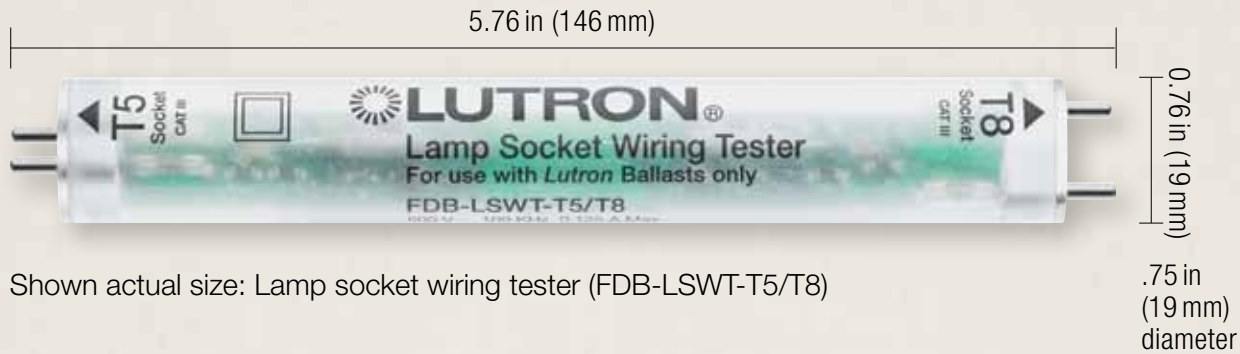 5.76 in (146 mm)
T5
Socket
CAT III
LUTRON®
Lamp Socket Wiring Tester
For use with Lutron Ballasts only
FDB-LSWT-T5/T8
T8
Socket
CAT III
0.76 in (19 mm)
Shown actual size: Lamp socket wiring tester (FDB-LSWT-T5/T8)
.75 in
(19 mm)
diameter